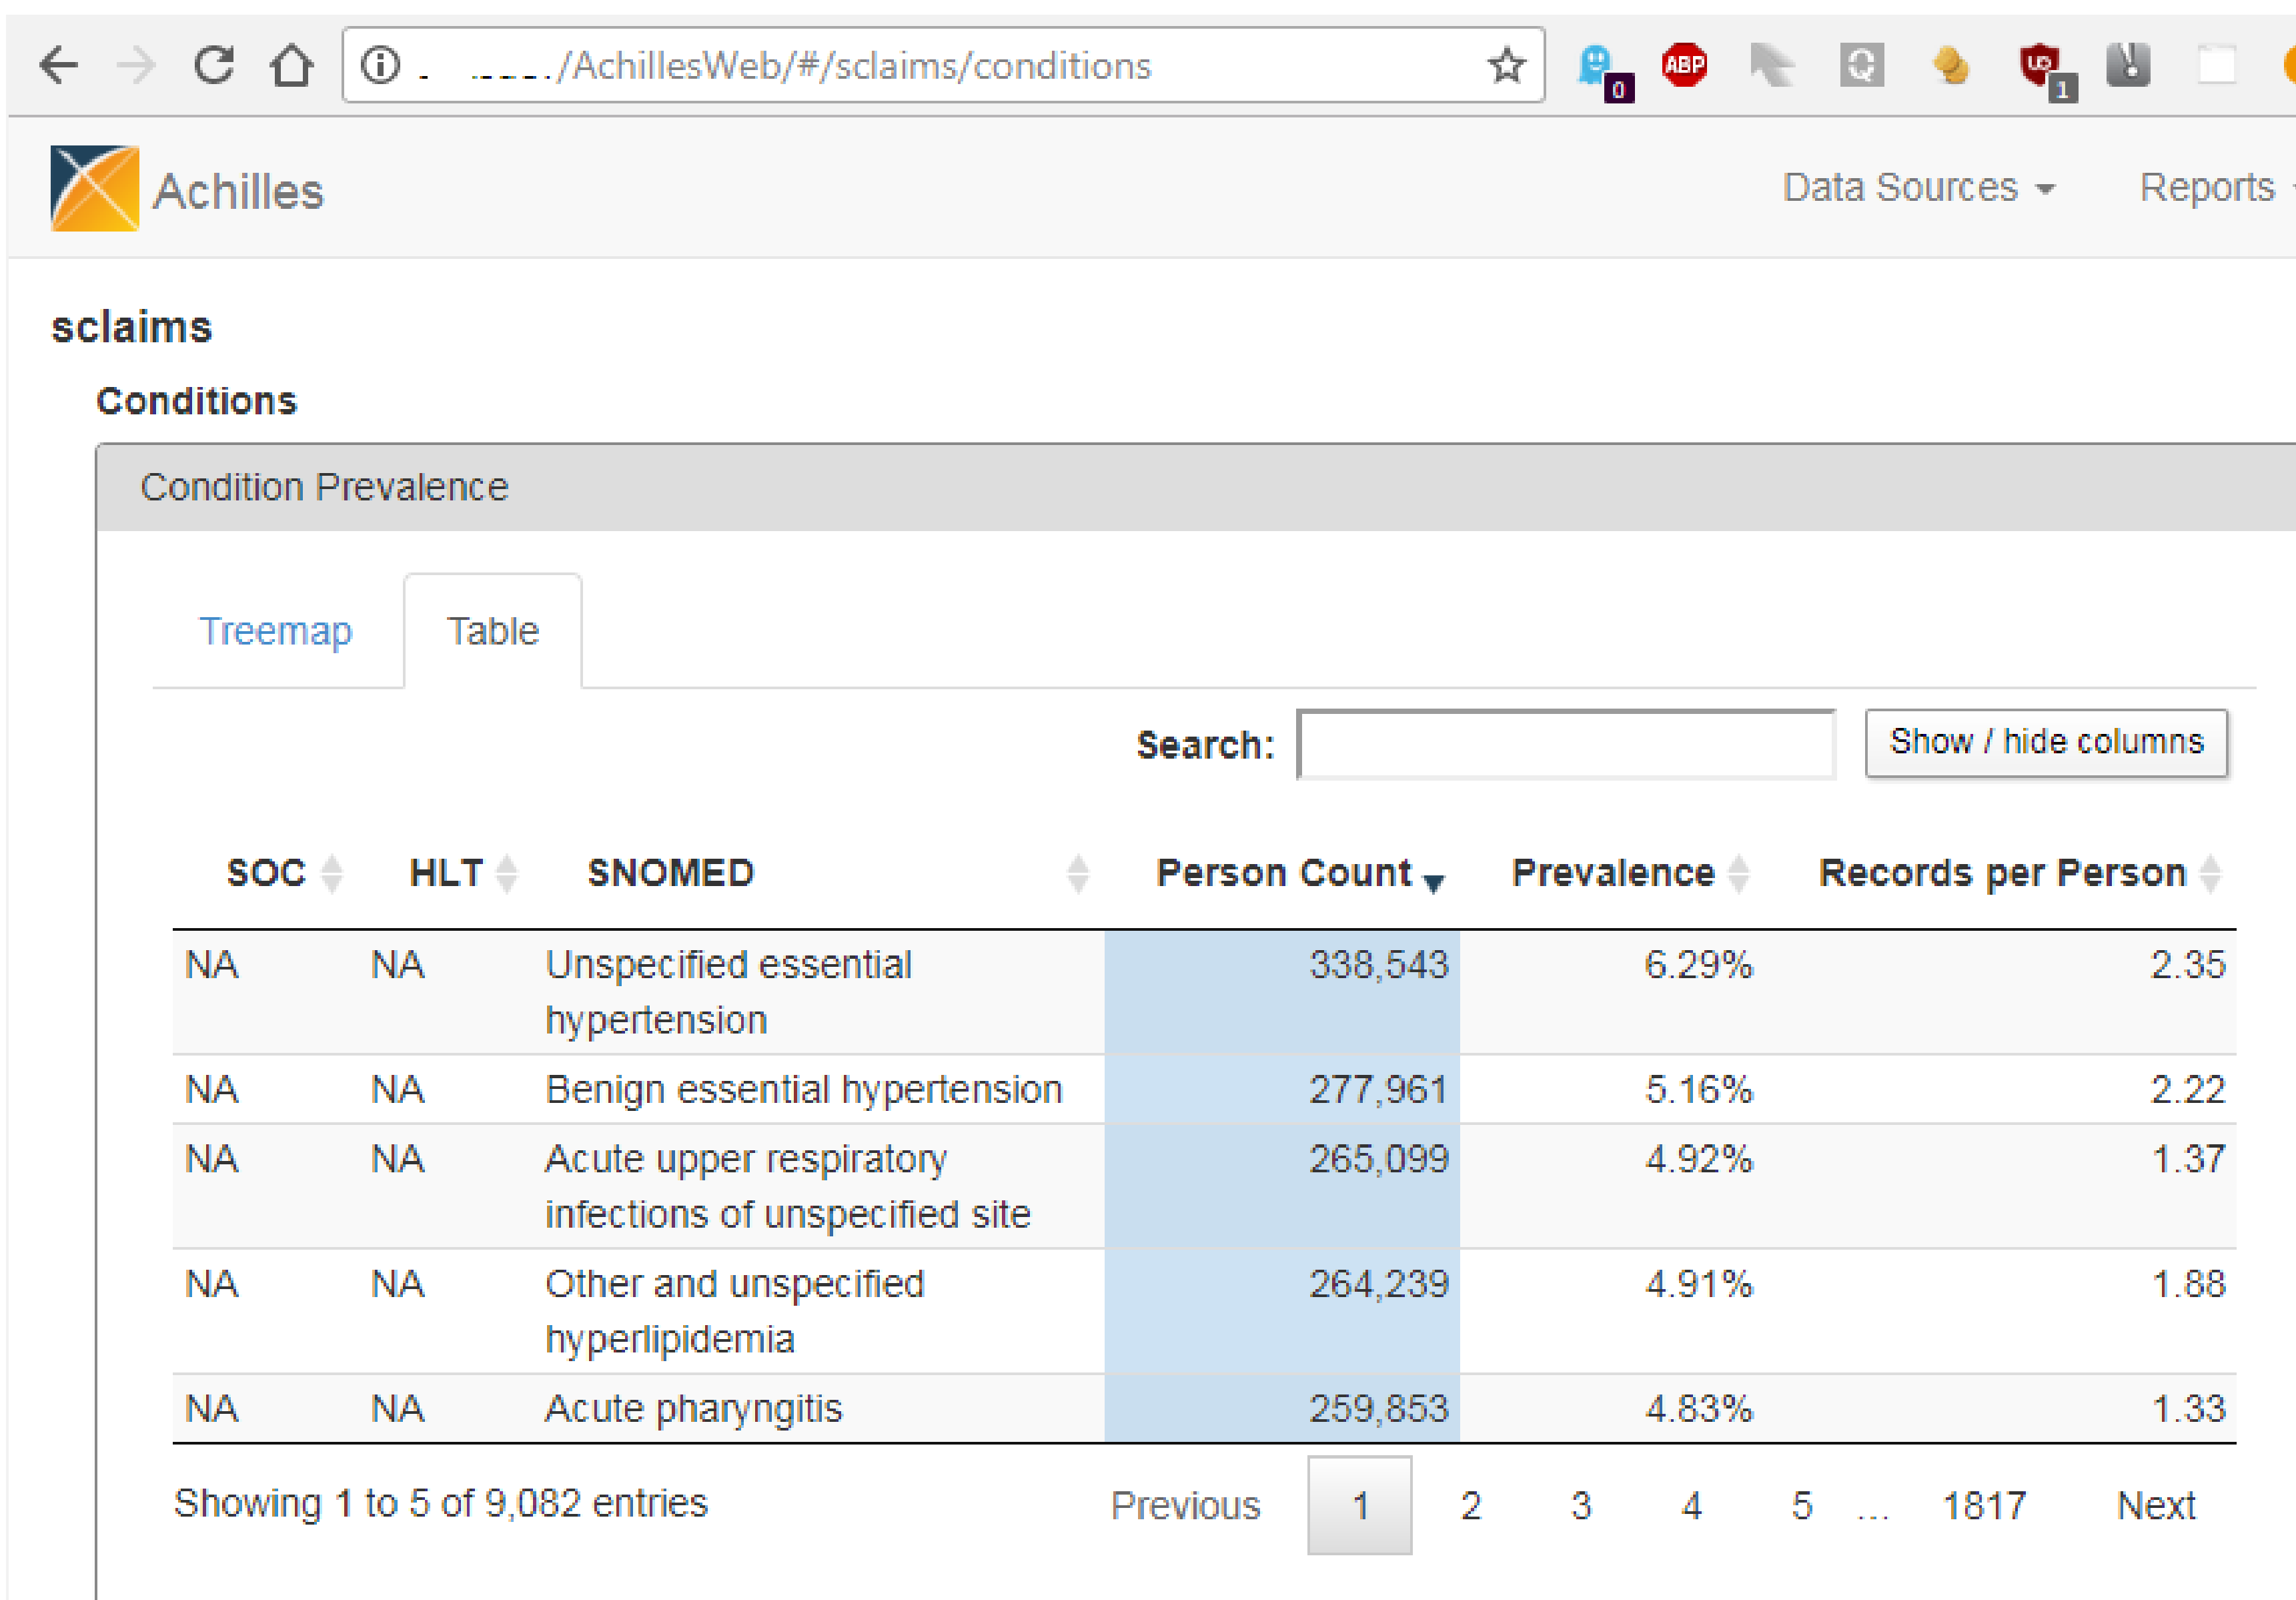 /AchillesWeb/#/sclaims/conditions
0 ABP Q UD 1
Achilles Data Sources Reports
sclaims
Conditions
Condition Prevalence
Treemap Table
Search: Show / hide columns
SOC HLT SNOMED Person Count Prevalence Records per Person
NA NA Unspecified essential 338,543 6.29% 2.35
hypertension
NA NA Benign essential hypertension 277,961 5.16% 2.22
NA NA Acute upper respiratory 265,099 4.92% 1.37
infections of unspecified site
NA NA Other and unspecified 264,239 4.91% 1.88
hyperlipidemia
NA NA Acute pharyngitis 259,853 4.83% 1.33
Showing 1 to 5 of 9,082 entries Previous 1 2 3 4 5 ... 1817 Next